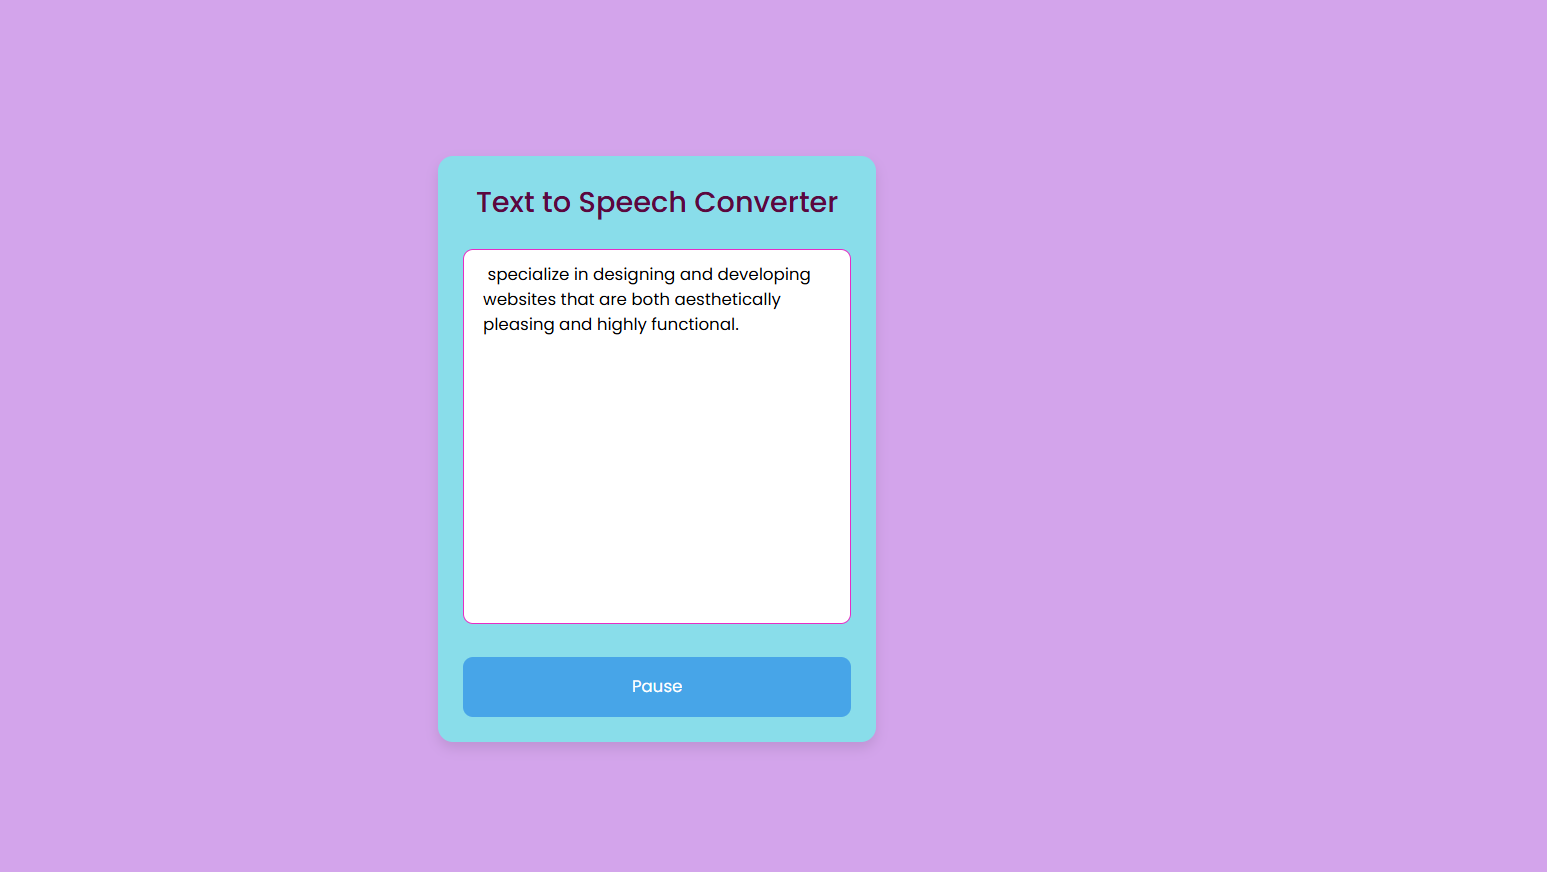 Text to Speech Converter
specialize in designing and developing
websites that are both aesthetically
pleasing and highly functional.
Pause